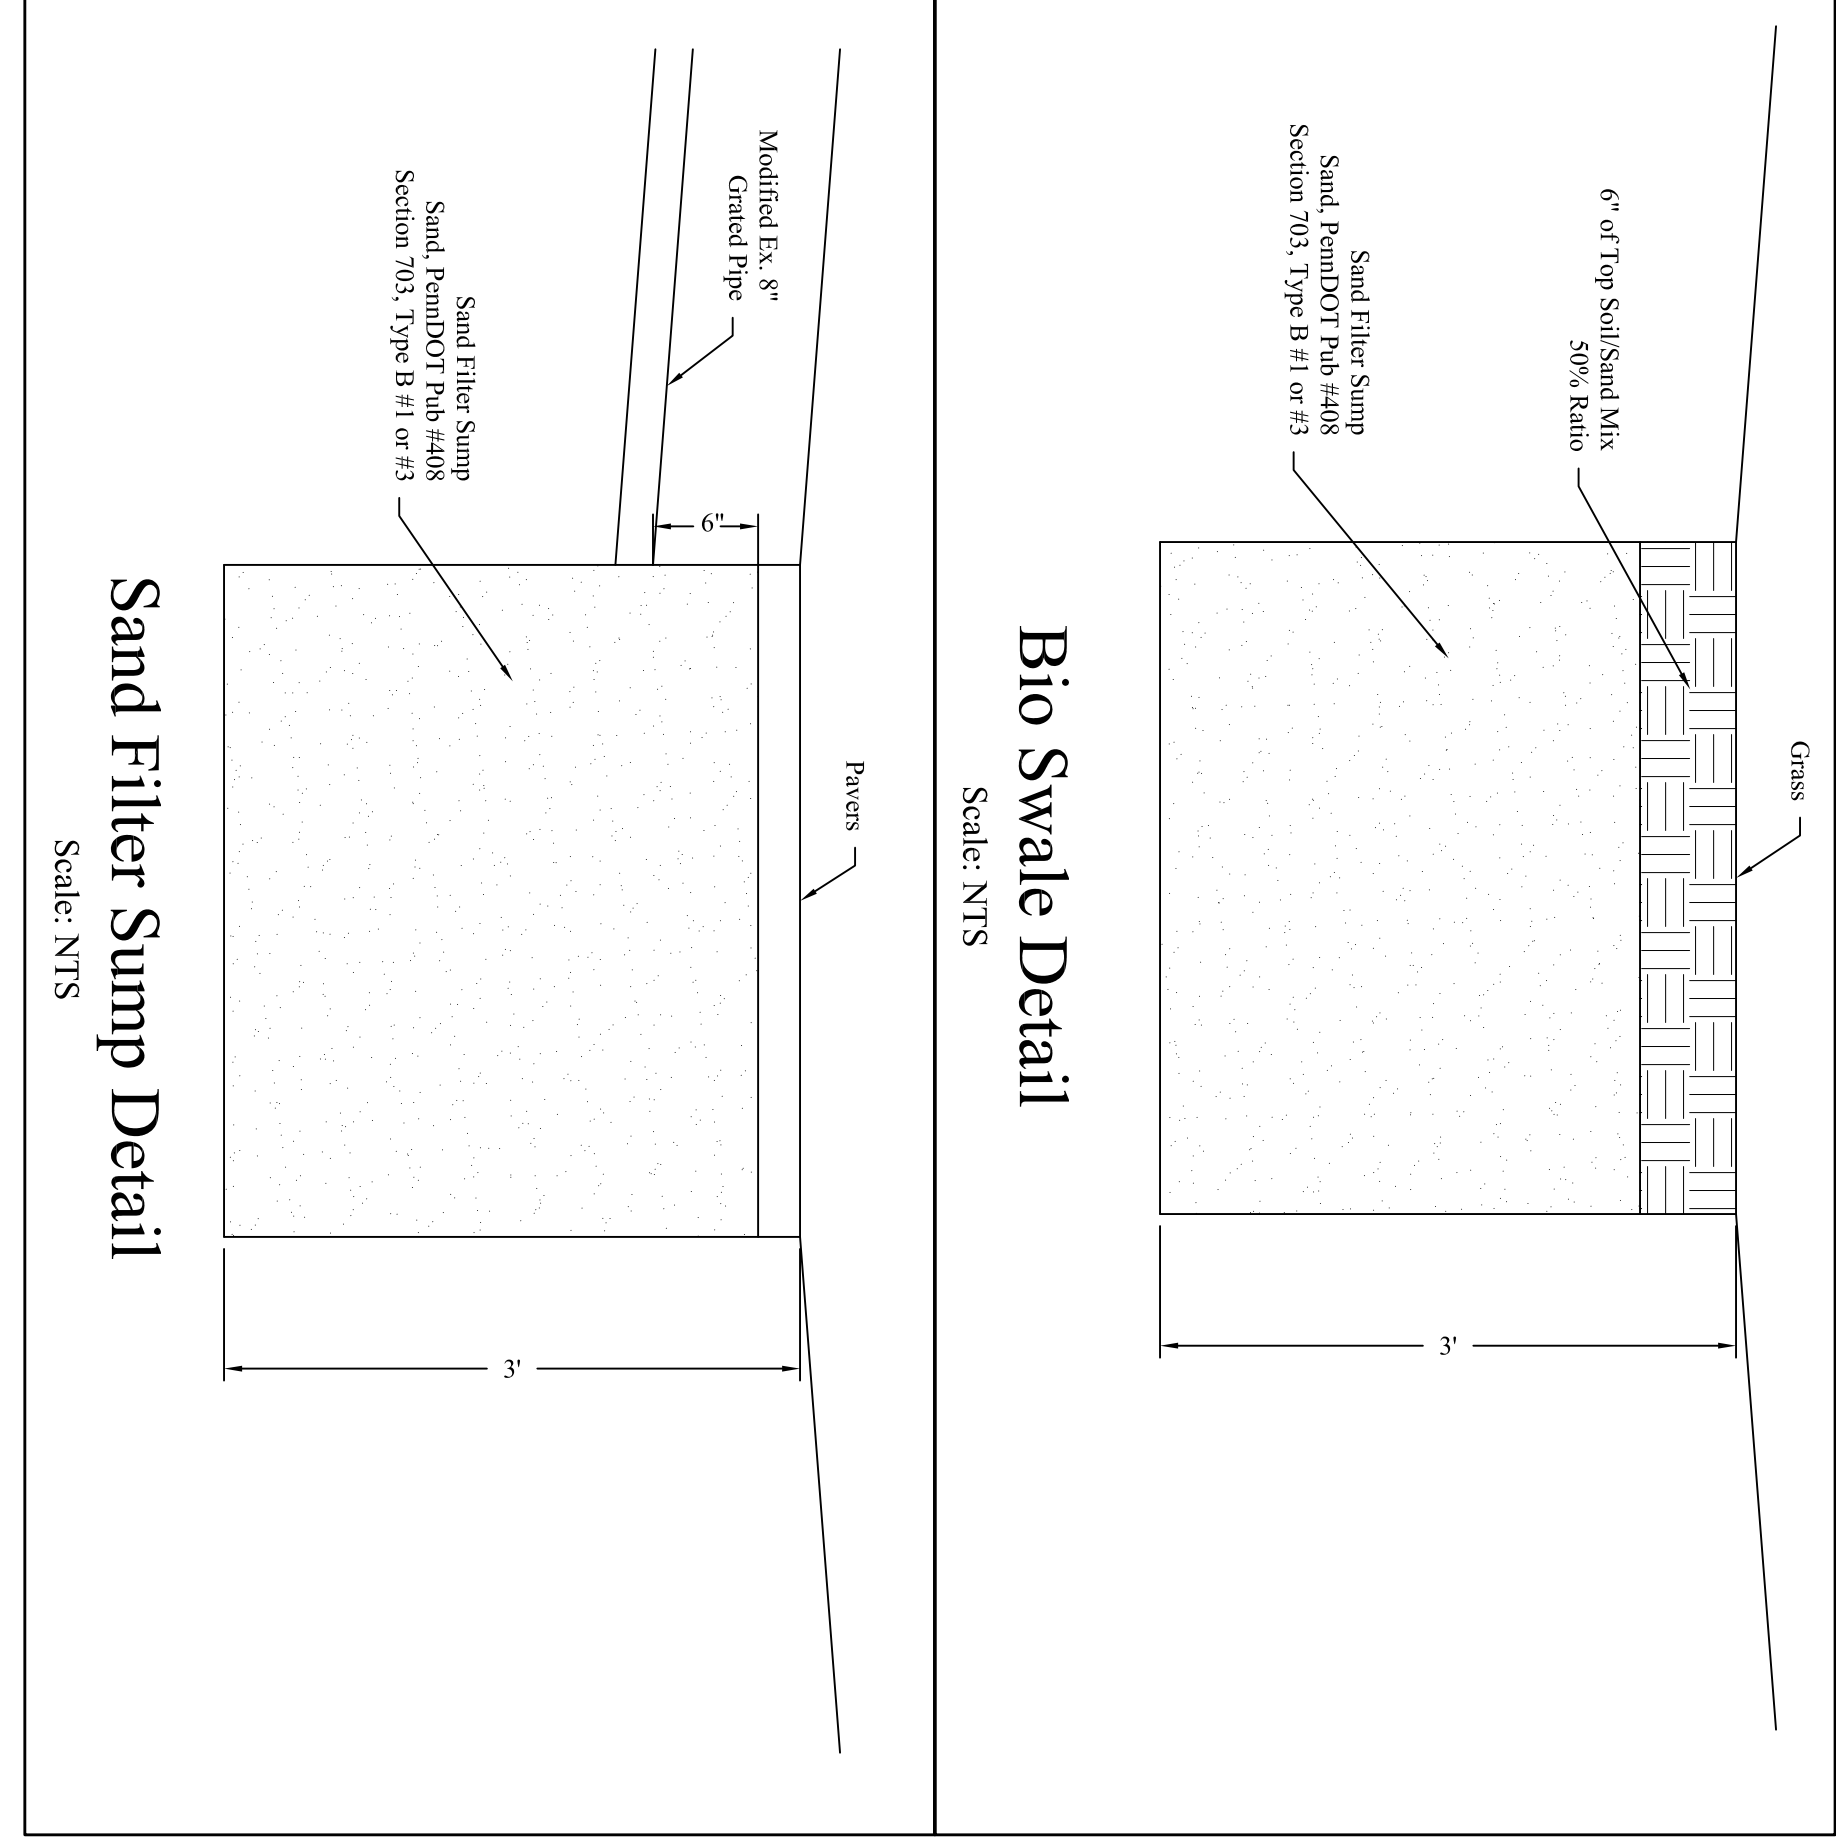 Grass
6" of Top Soil/Sand Mix
50% Ratio
Sand Filter Sump
Sand, PennDOT Pub #408
Section 703, Type B #1 or #3
3'
Bio Swale Detail
Scale: NTS
Pavers
Modified Ex. 8"
Grated Pipe
6"
Sand Filter Sump
Sand, PennDOT Pub #408
Section 703, Type B #1 or #3
3'
Sand Filter Sump Detail
Scale: NTS